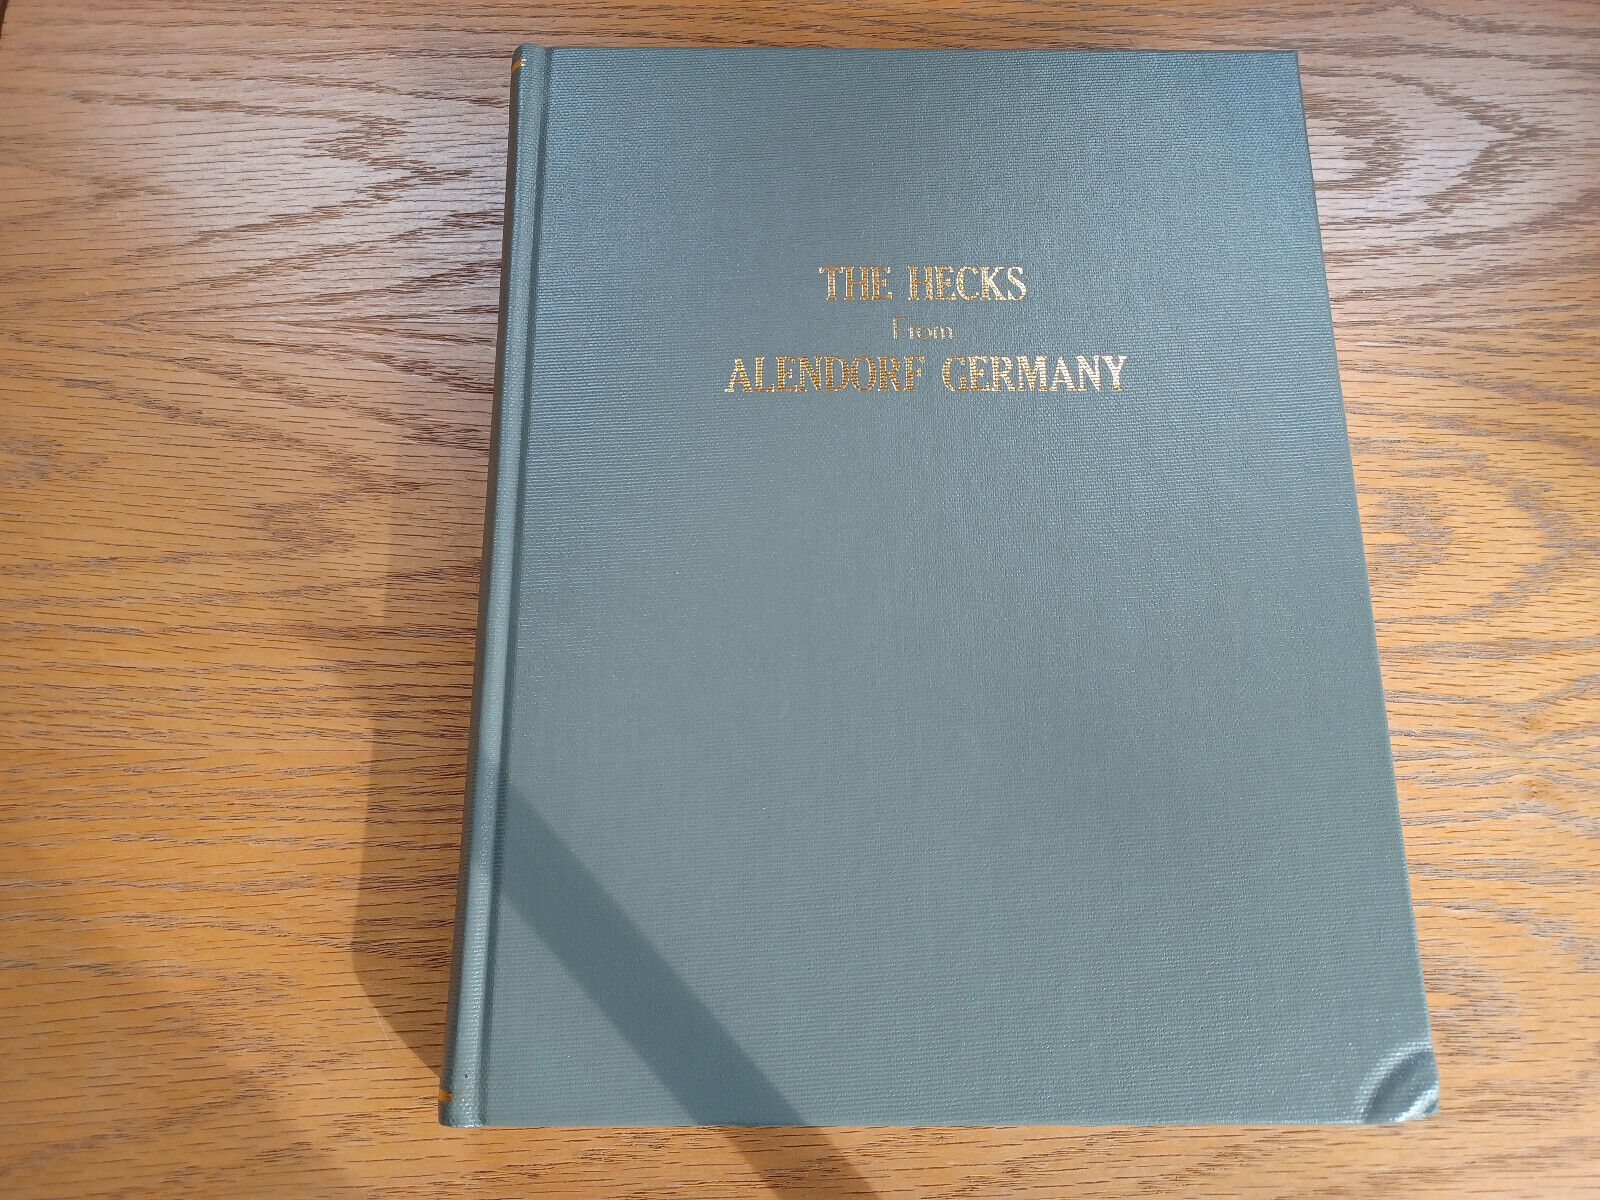 THE HECKS
From
ALENDORF GERMANY